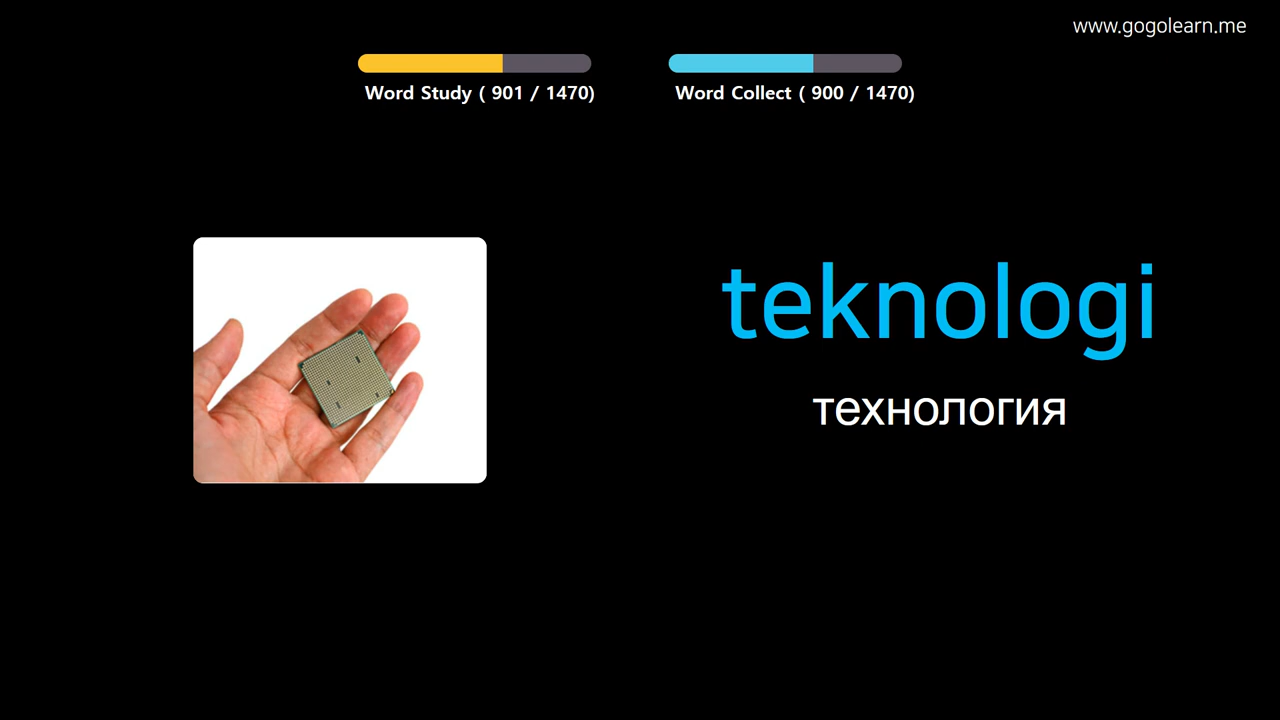 www.gogolearn.me
Word Study ( 901 / 1470)
Word Collect ( 900 / 1470)
teknologi
технология